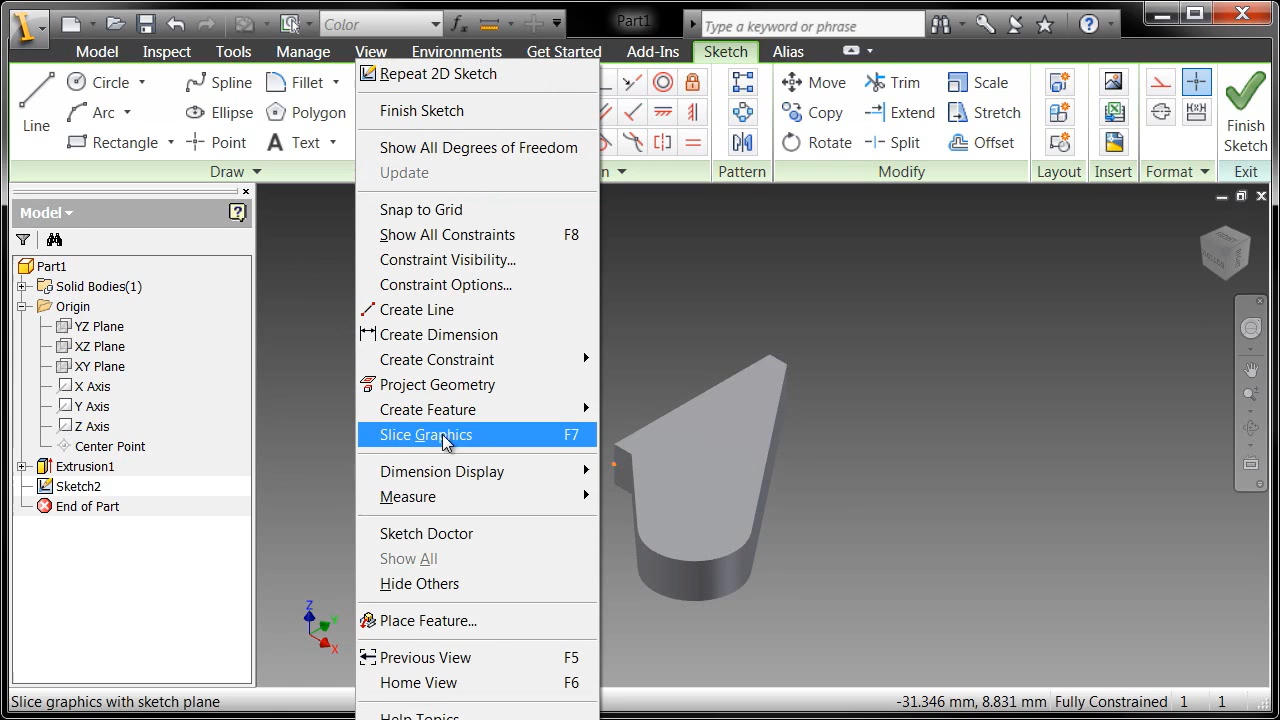 Color
Part1
Type a keyword or phrase
Model Inspect Tools Manage View Environments Get Started Add-Ins Sketch Alias
Line
Circle
Arc
Rectangle
Spline
Ellipse
Point
Fillet
Polygon
Text
Draw
Pattern
Move
Copy
Rotate
Trim
Extend
Split
Scale
Stretch
Offset
Modify
Layout
Insert
Format
Finish
Sketch
Exit
Repeat 2D Sketch
Finish Sketch
Show All Degrees of Freedom
Update
Snap to Grid
Show All Constraints F8
Constraint Visibility...
Constraint Options...
Create Line
Create Dimension
Create Constraint
Project Geometry
Create Feature
Slice Graphics F7
Dimension Display
Measure
Sketch Doctor
Show All
Hide Others
Place Feature...
Previous View F5
Home View F6
Help Topics...
Model
Part1
Solid Bodies(1)
Origin
YZ Plane
XZ Plane
XY Plane
X Axis
Y Axis
Z Axis
Center Point
Extrusion1
Sketch2
End of Part
Z
Y
X
Slice graphics with sketch plane
-31.346 mm, 8.831 mm Fully Constrained 1 1